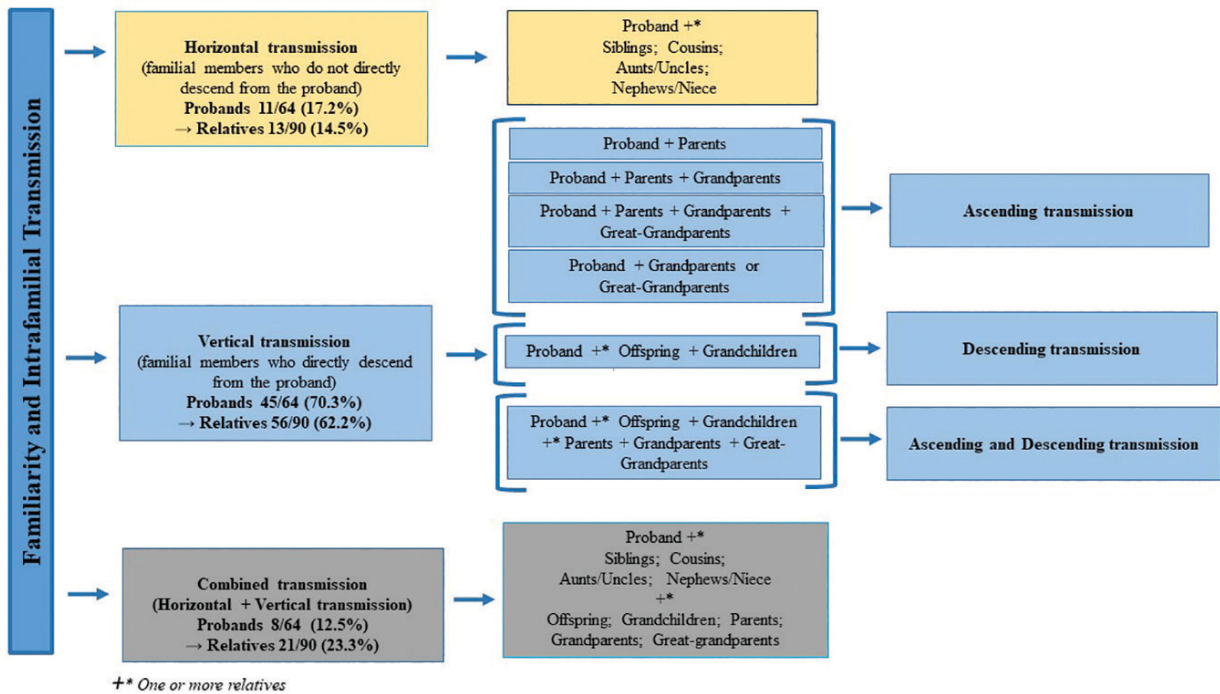 Familiarity and Intrafamilial Transmission
Horizontal transmission
(familial members who do not directly
descend from the proband)
Probands 11/64 (17.2%)
→ Relatives 13/90 (14.5%)
Proband +*
Siblings; Cousins;
Aunts/Uncles;
Nephews/Niece
Proband + Parents
Proband + Parents + Grandparents
Proband + Parents + Grandparents +
Great-Grandparents
Proband + Grandparents or
Great-Grandparents
Ascending transmission
Vertical transmission
(familial members who directly descend
from the proband)
Probands 45/64 (70.3%)
→ Relatives 56/90 (62.2%)
Proband +* Offspring + Grandchildren
Descending transmission
Proband +* Offspring + Grandchildren
+* Parents + Grandparents + Great-
Grandparents
Ascending and Descending transmission
Combined transmission
(Horizontal + Vertical transmission)
Probands 8/64 (12.5%)
→ Relatives 21/90 (23.3%)
Proband +*
Siblings; Cousins;
Aunts/Uncles; Nephews/Niece
+*
Offspring; Grandchildren; Parents;
Grandparents; Great-grandparents
+* One or more relatives